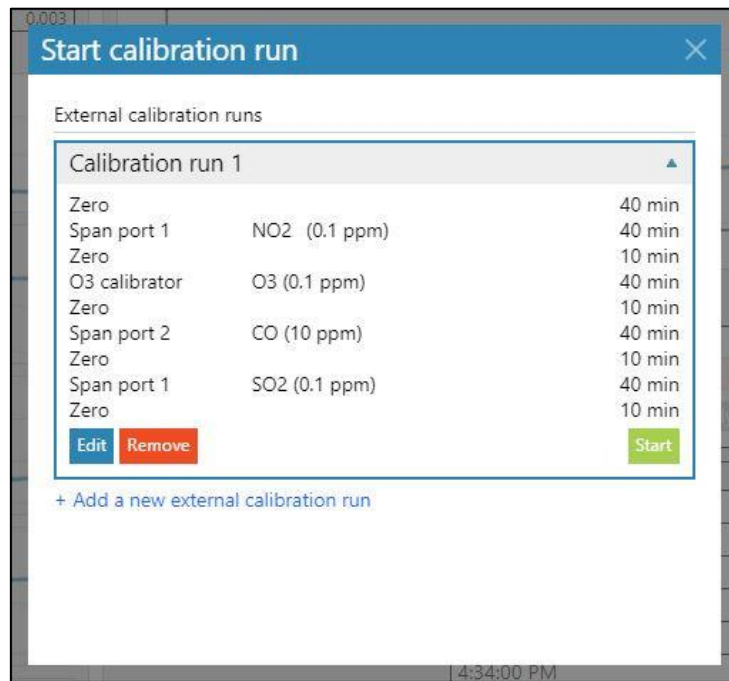 0.003
Start calibration run
External calibration runs
Calibration run 1
Zero 40 min
Span port 1 NO2 (0.1 ppm) 40 min
Zero 10 min
O3 calibrator O3 (0.1 ppm) 40 min
Zero 10 min
Span port 2 CO (10 ppm) 40 min
Zero 10 min
Span port 1 SO2 (0.1 ppm) 40 min
Zero 10 min
Edit Remove Start
+ Add a new external calibration run
4:34:00 PM